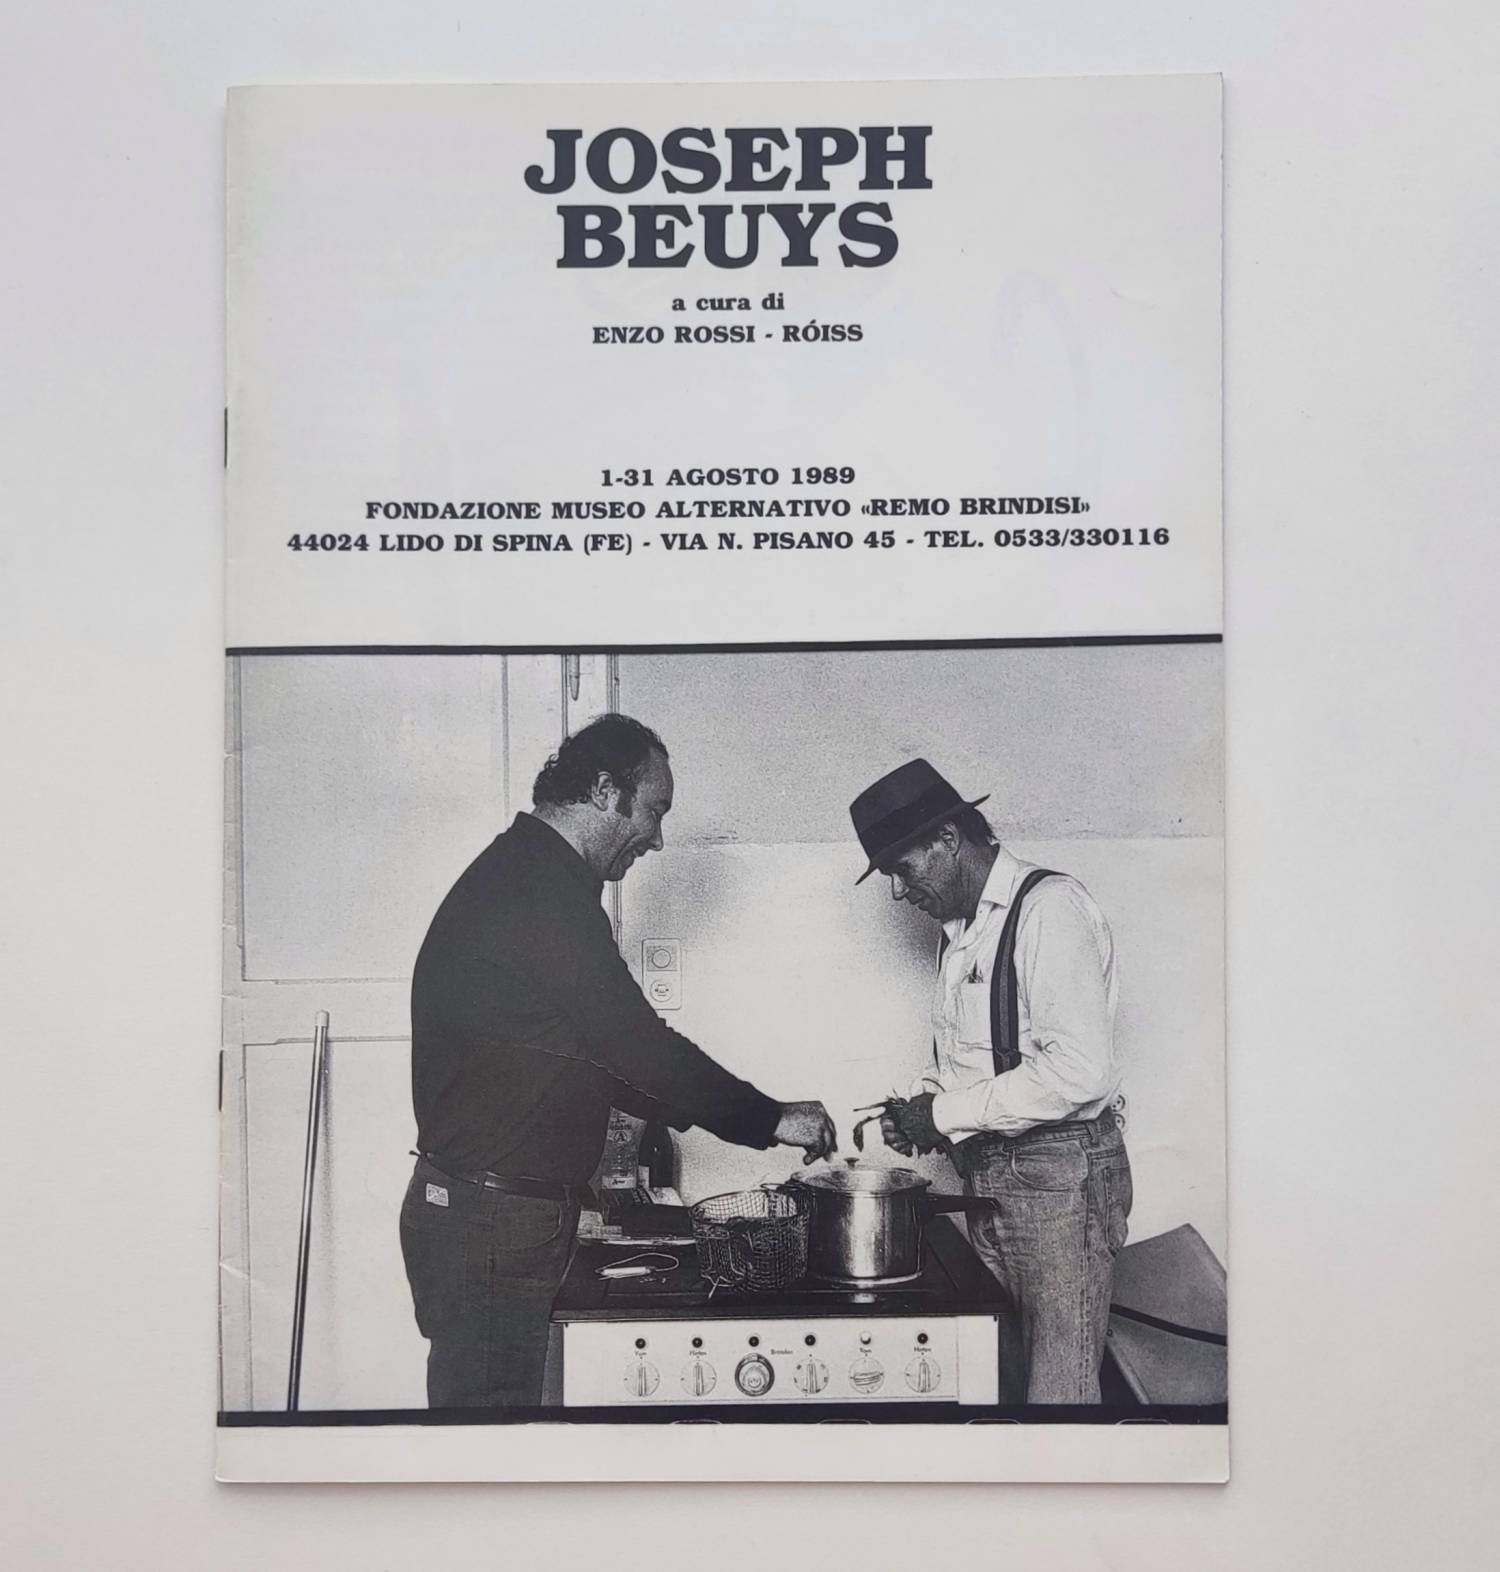 JOSEPH
BEUYS
a cura di
ENZO ROSSI - RÓISS
1-31 AGOSTO 1989
FONDAZIONE MUSEO ALTERNATIVO «REMO BRINDISI»
44024 LIDO DI SPINA (FE) - VIA N. PISANO 45 - TEL. 0533/330116